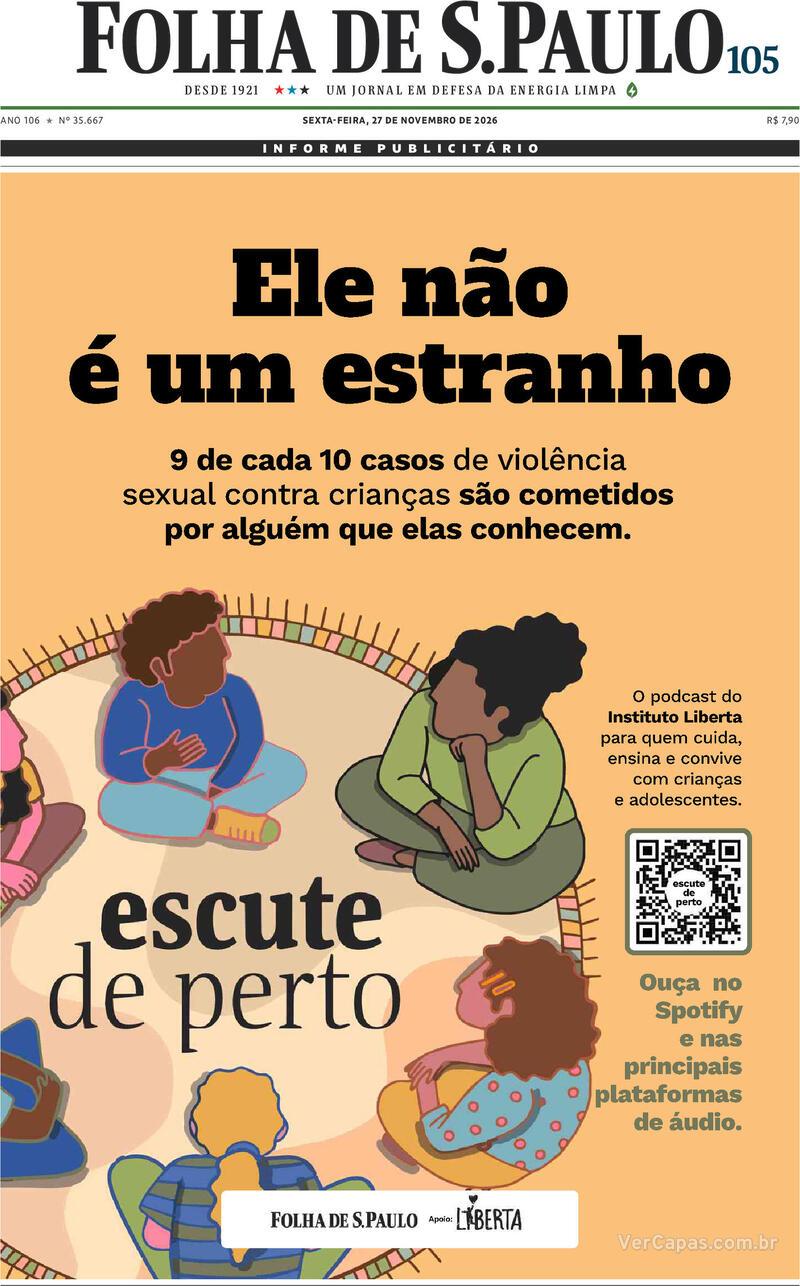 FOLHA DE S.PAULO 105
DESDE 1921 ★★★ UM JORNAL EM DEFESA DA ENERGIA LIMPA
ANO 106 ★ Nº 35.667 SEXTA-FEIRA, 27 DE NOVEMBRO DE 2026 R$ 7,90
INFORME PUBLICITÁRIO
Ele não
é um estranho
9 de cada 10 casos de violência
sexual contra crianças são cometidos
por alguém que elas conhecem.
O podcast do
Instituto Liberta
para quem cuida,
ensina e convive
com crianças
e adolescentes.
escute
de
perto
escute
de perto
Ouça no
Spotify
e nas
principais
plataformas
de áudio.
FOLHA DE S.PAULO Apoio: LIBERTA
VerCapas.com.br